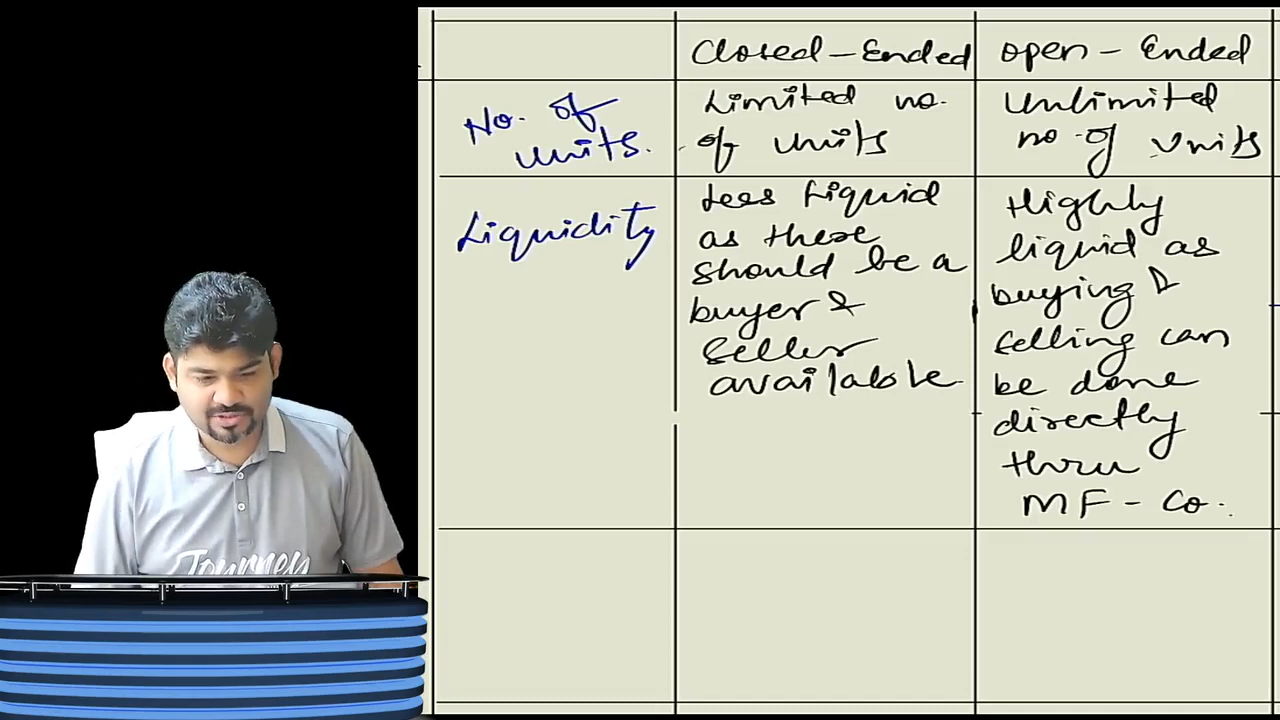 Closed-Ended
open-Ended
No. of
units.
Limited no.
of units
Unlimited
no. of units
Liquidity
Less Liquid
as there
should be a
buyer &
seller
available.
Highly
liquid as
buying &
selling can
be done
directly
thru
MF-Co.
Journey